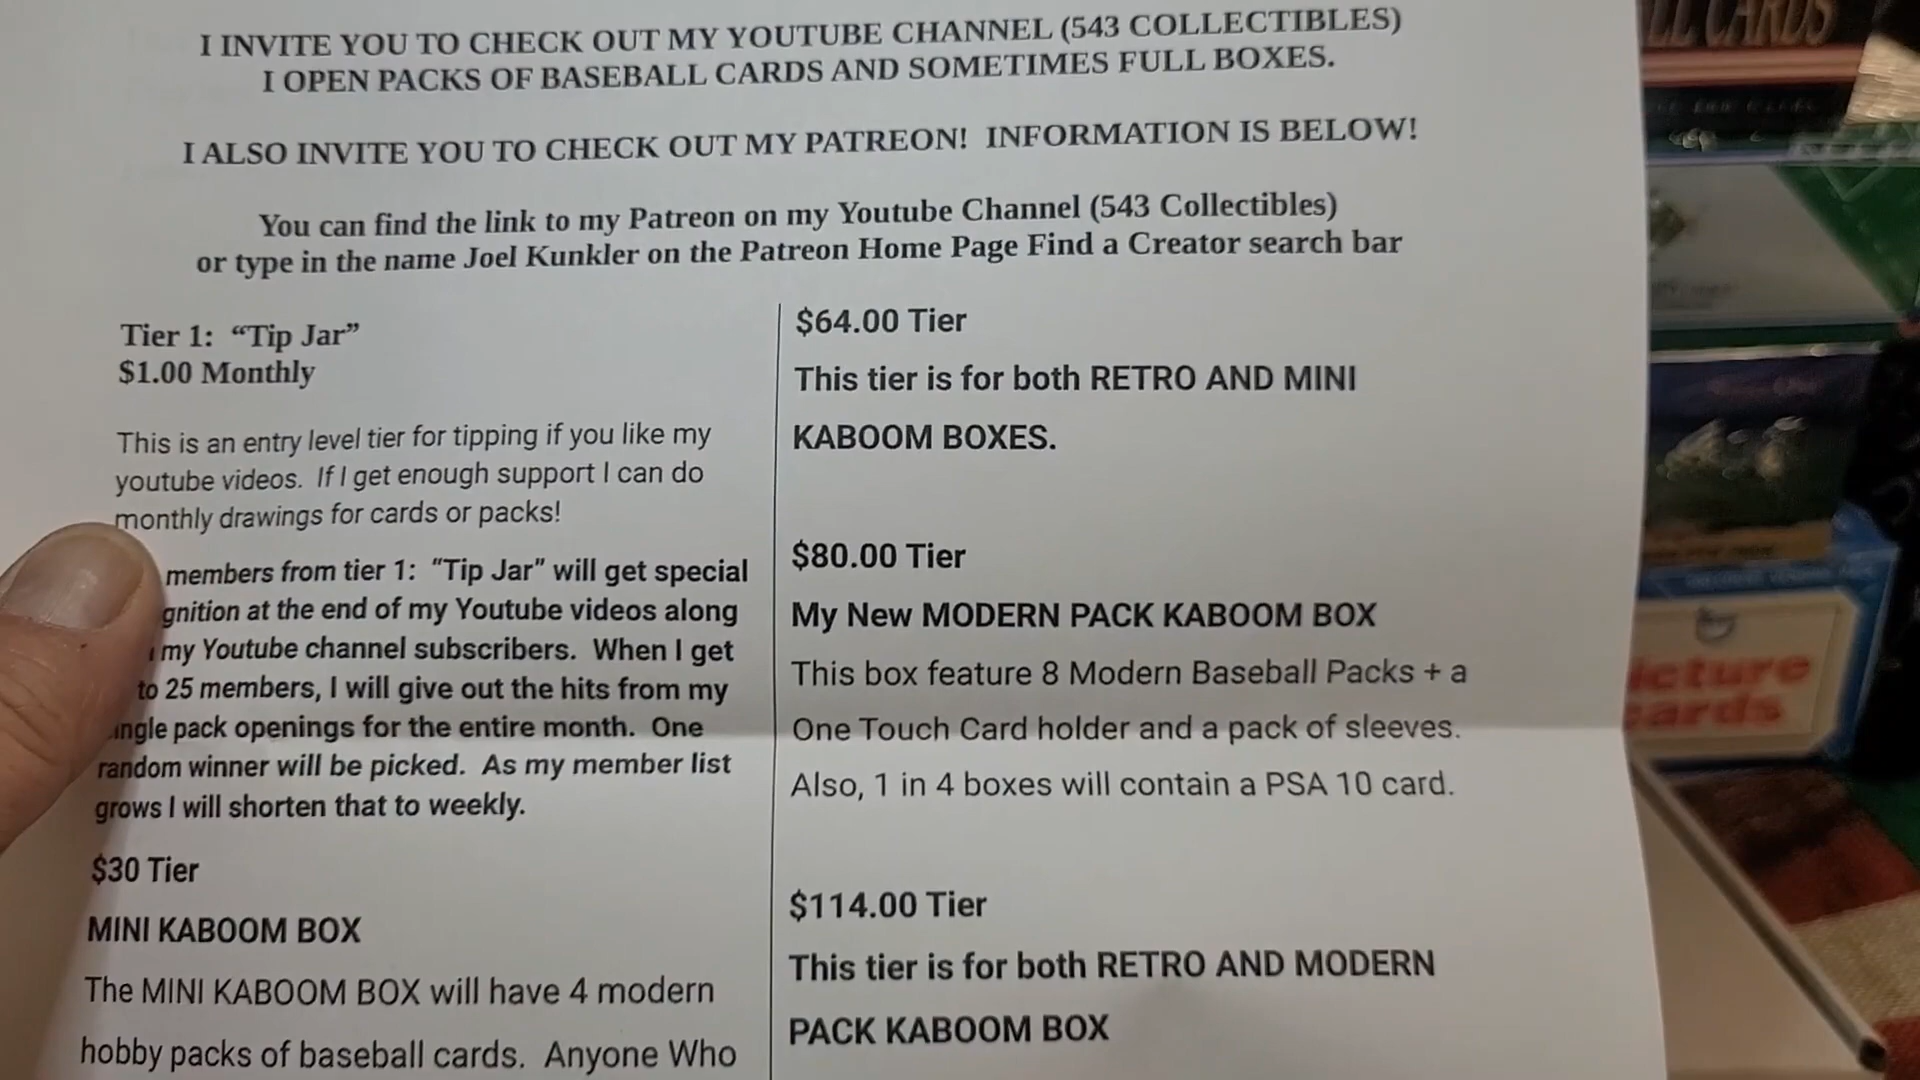 I INVITE YOU TO CHECK OUT MY YOUTUBE CHANNEL (543 COLLECTIBLES)
I OPEN PACKS OF BASEBALL CARDS AND SOMETIMES FULL BOXES.
I ALSO INVITE YOU TO CHECK OUT MY PATREON! INFORMATION IS BELOW!
You can find the link to my Patreon on my Youtube Channel (543 Collectibles)
or type in the name Joel Kunkler on the Patreon Home Page Find a Creator search bar
Tier 1: “Tip Jar”
$1.00 Monthly
This is an entry level tier for tipping if you like my
youtube videos. If I get enough support I can do
monthly drawings for cards or packs!
members from tier 1: “Tip Jar” will get special
gnition at the end of my Youtube videos along
my Youtube channel subscribers. When I get
to 25 members, I will give out the hits from my
ingle pack openings for the entire month. One
random winner will be picked. As my member list
grows I will shorten that to weekly.
$30 Tier
MINI KABOOM BOX
The MINI KABOOM BOX will have 4 modern
hobby packs of baseball cards. Anyone Who
$64.00 Tier
This tier is for both RETRO AND MINI
KABOOM BOXES.
$80.00 Tier
My New MODERN PACK KABOOM BOX
This box feature 8 Modern Baseball Packs + a
One Touch Card holder and a pack of sleeves.
Also, 1 in 4 boxes will contain a PSA 10 card.
$114.00 Tier
This tier is for both RETRO AND MODERN
PACK KABOOM BOX
LL CARDS
icture
cards